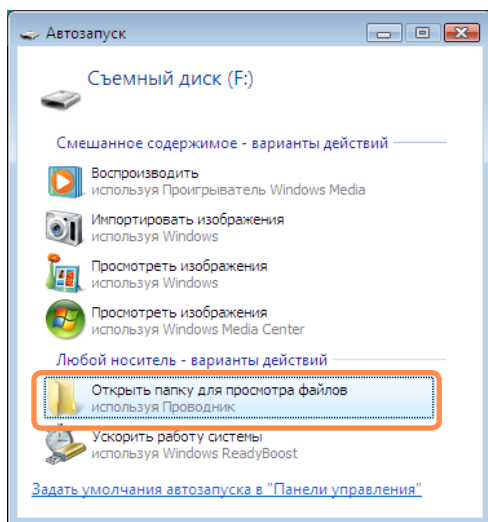 Автозапуск
Съемный диск (F:)
Смешанное содержимое - варианты действий
Воспроизводить
используя Проигрыватель Windows Media
Импортировать изображения
используя Windows
Просмотреть изображения
используя Windows
Просмотреть изображения
используя Windows Media Center
Любой носитель - варианты действий
Открыть папку для просмотра файлов
используя Проводник
Ускорить работу системы
используя Windows ReadyBoost
Задать умолчания автозапуска в "Панели управления"